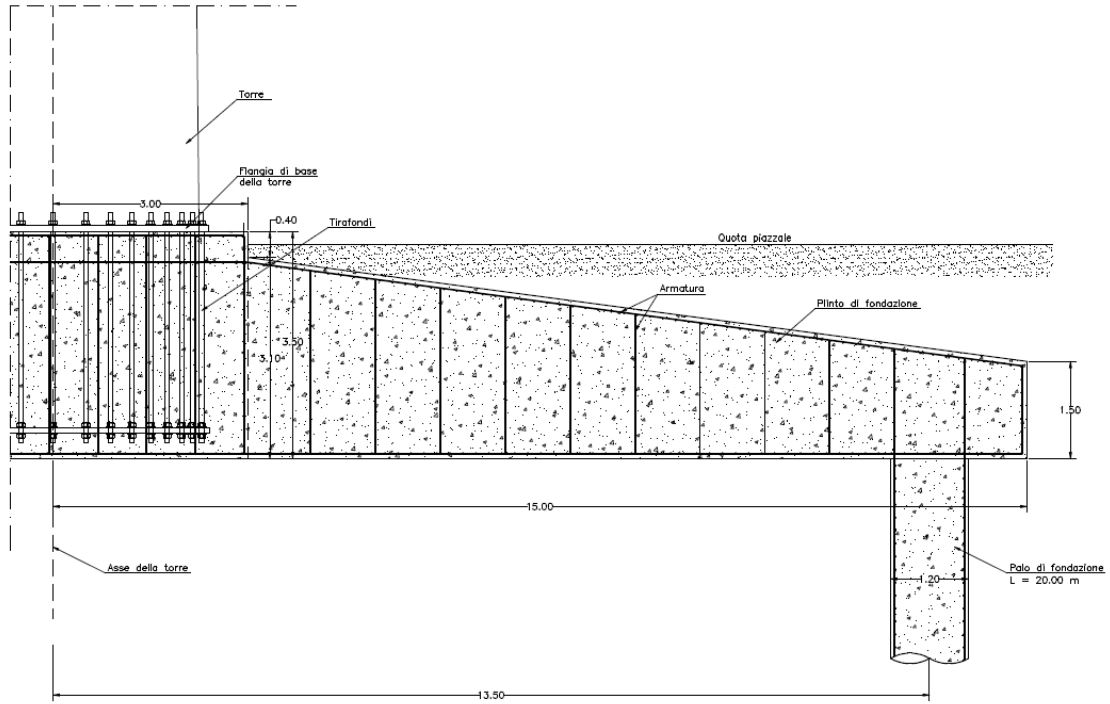 Torre
Flangia di base
della torre
3.00
0.40
Tirafondi
Quota piazzale
Armatura
Plinto di fondazione
3.50
3.10
1.50
15.00
Asse della torre
1.20
Palo di fondazione
L = 20.00 m
13.50